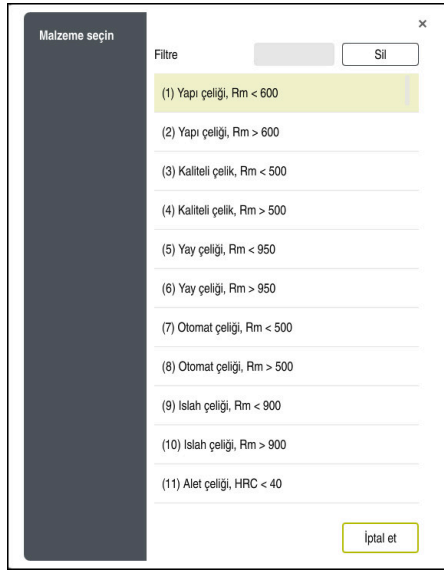 Malzeme seçin
×
Filtre Sil
(1) Yapı çeliği, Rm < 600
(2) Yapı çeliği, Rm > 600
(3) Kaliteli çelik, Rm < 500
(4) Kaliteli çelik, Rm > 500
(5) Yay çeliği, Rm < 950
(6) Yay çeliği, Rm > 950
(7) Otomat çeliği, Rm < 500
(8) Otomat çeliği, Rm > 500
(9) Islah çeliği, Rm < 900
(10) Islah çeliği, Rm > 900
(11) Alet çeliği, HRC < 40
İptal et